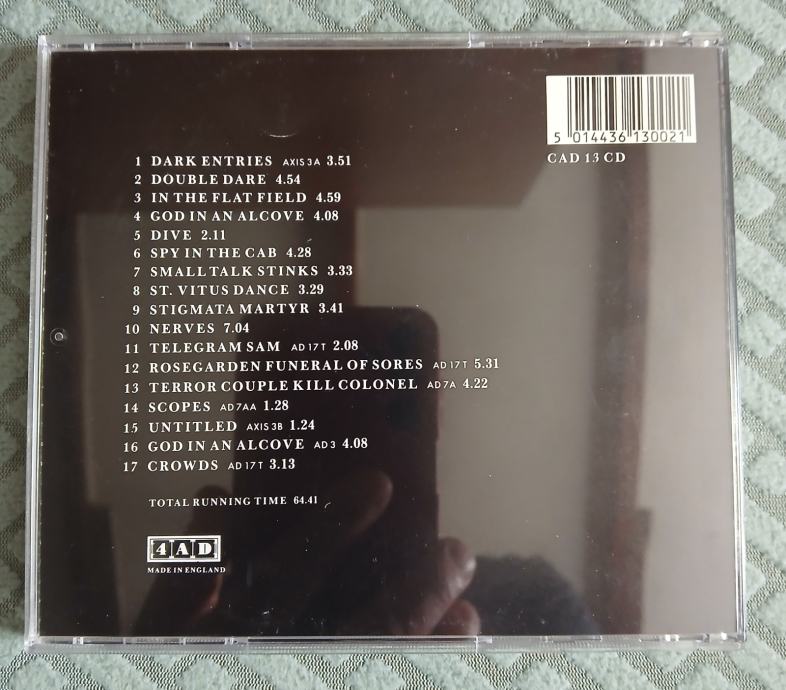 5 014436 130021
CAD 13 CD
1 DARK ENTRIES AXIS 3 A 3.51
2 DOUBLE DARE 4.54
3 IN THE FLAT FIELD 4.59
4 GOD IN AN ALCOVE 4.08
5 DIVE 2.11
6 SPY IN THE CAB 4.28
7 SMALL TALK STINKS 3.33
8 ST. VITUS DANCE 3.29
9 STIGMATA MARTYR 3.41
10 NERVES 7.04
11 TELEGRAM SAM AD 17 T 2.08
12 ROSEGARDEN FUNERAL OF SORES AD 17 T 5.31
13 TERROR COUPLE KILL COLONEL AD 7A 4.22
14 SCOPES AD 7AA 1.28
15 UNTITLED AXIS 3B 1.24
16 GOD IN AN ALCOVE AD 3 4.08
17 CROWDS AD 17 T 3.13
TOTAL RUNNING TIME 64.41
4AD
MADE IN ENGLAND